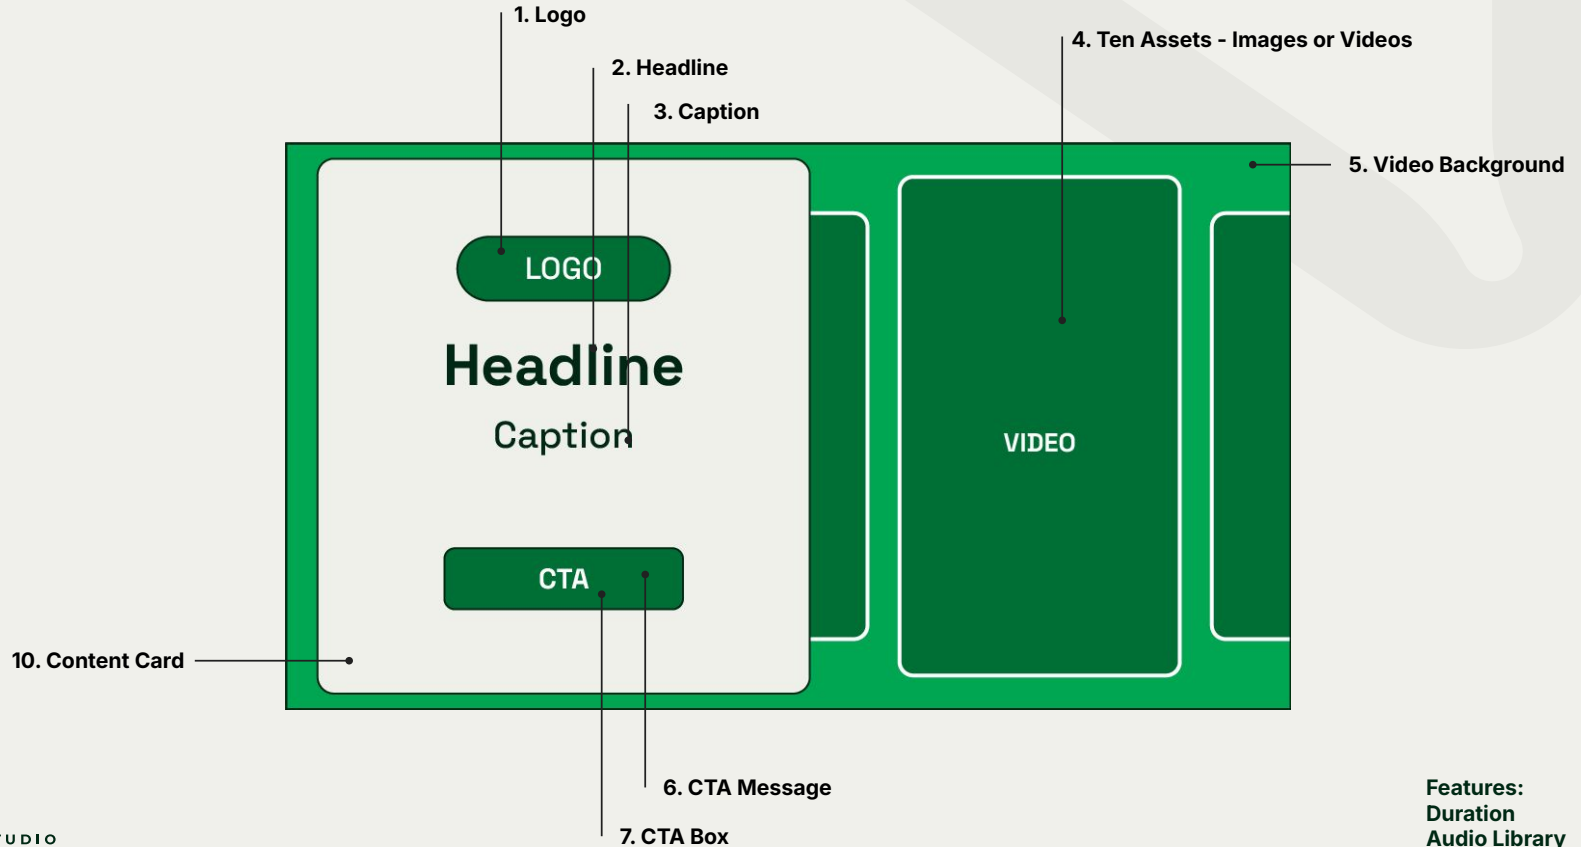 1. Logo
2. Headline
3. Caption
4. Ten Assets - Images or Videos
5. Video Background
LOGO
Headline
Caption
VIDEO
CTA
10. Content Card
6. CTA Message
7. CTA Box
Features:
Duration
Audio Library